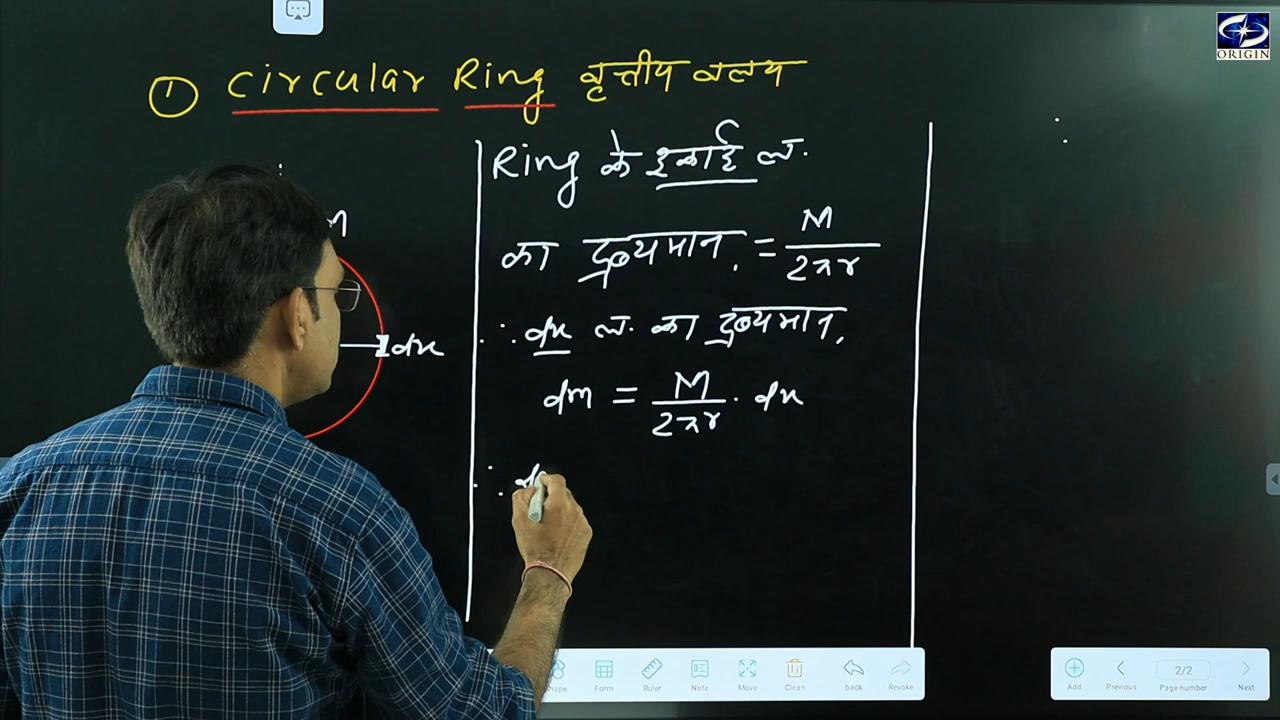 ① Circular Ring वृत्तीय वलय
M
dx
Ring के इकाई ल.
का द्रव्यमान. = M/2πr
∴ dx ल. का द्रव्यमान.
dm = M/2πr . dx
∴
ORIGIN
Form
Ruler
Note
Move
Clean
back
Revoke
Add
Previous
2/2
Page number
Next